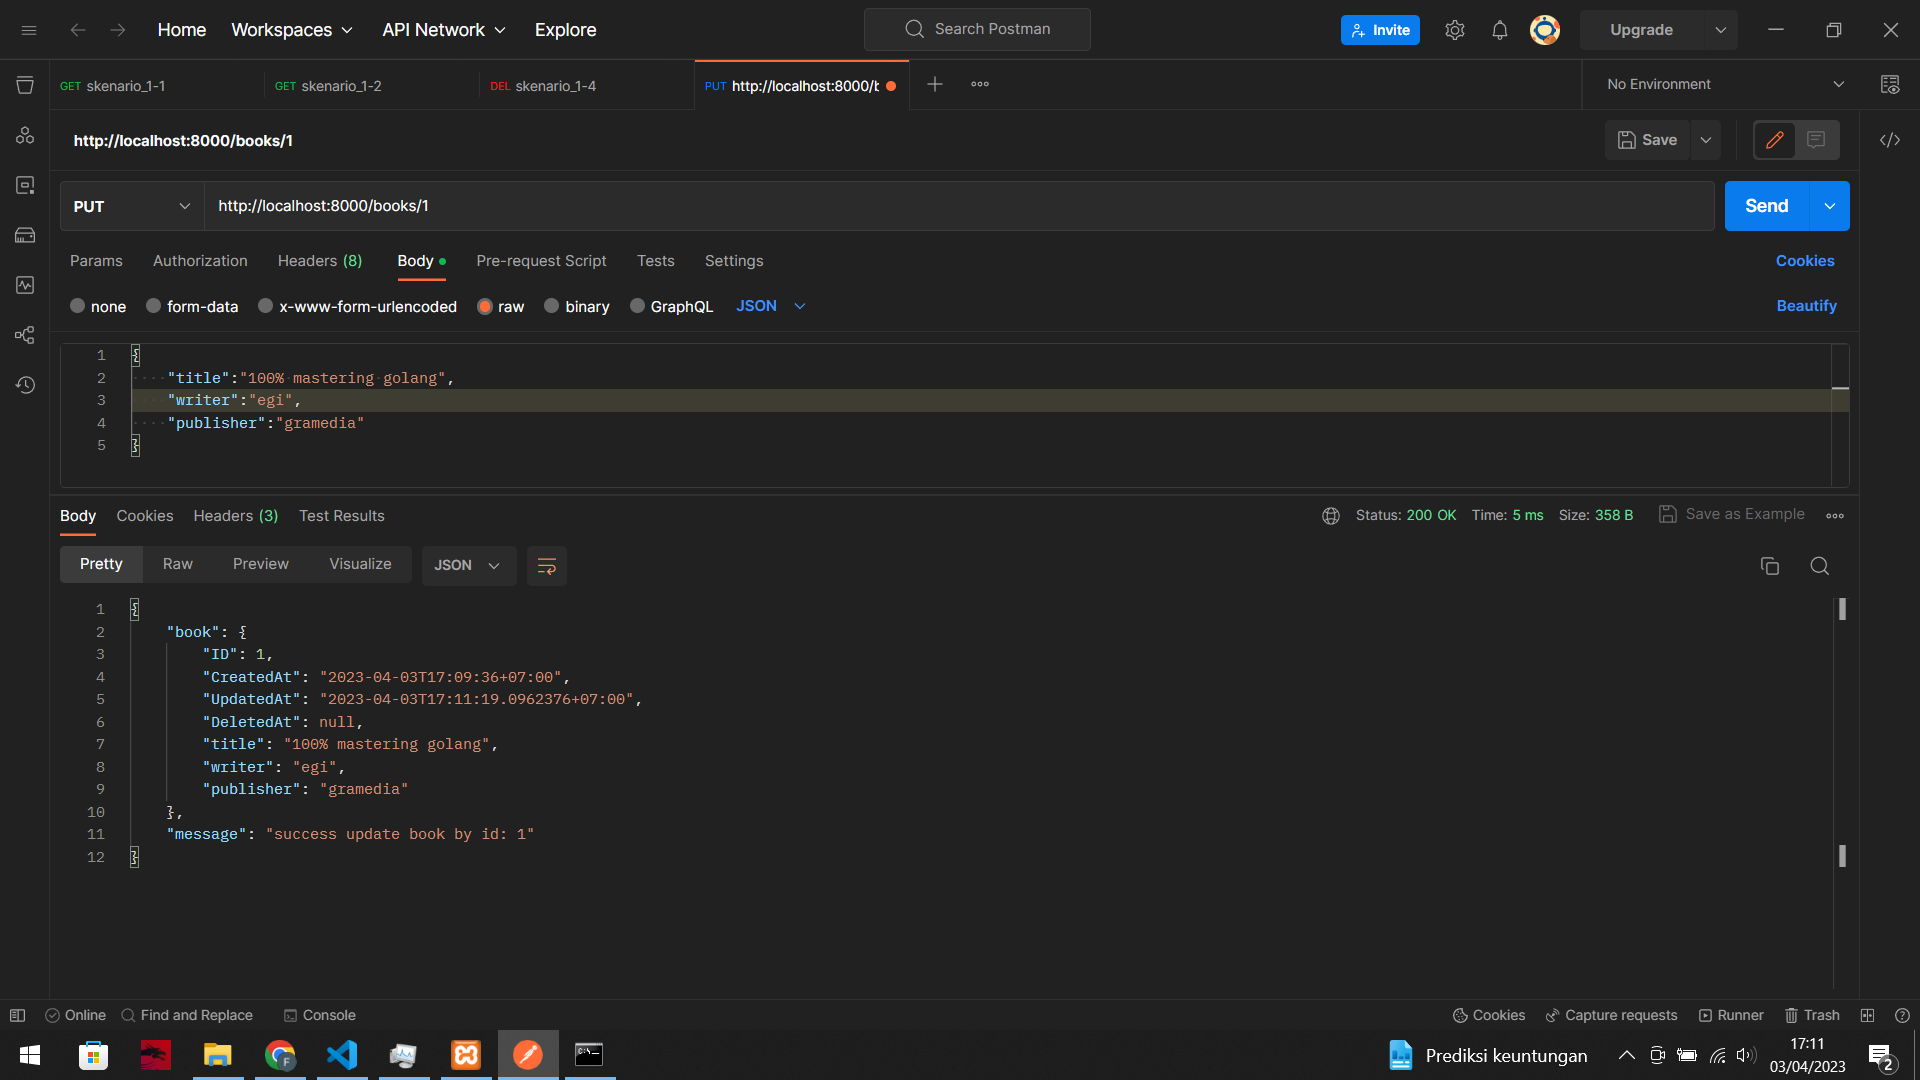 Home Workspaces API Network Explore Search Postman Invite Upgrade
GET skenario_1-1 GET skenario_1-2 DEL skenario_1-4 PUT http://localhost:8000/b No Environment
http://localhost:8000/books/1 Save
PUT http://localhost:8000/books/1 Send
Params Authorization Headers (8) Body Pre-request Script Tests Settings Cookies
none form-data x-www-form-urlencoded raw binary GraphQL JSON Beautify
1 {
2 "title":"100% mastering golang",
3 "writer":"egi",
4 "publisher":"gramedia"
5 }
Body Cookies Headers (3) Test Results Status: 200 OK Time: 5 ms Size: 358 B Save as Example
Pretty Raw Preview Visualize JSON
1 {
2 "book": {
3 "ID": 1,
4 "CreatedAt": "2023-04-03T17:09:36+07:00",
5 "UpdatedAt": "2023-04-03T17:11:19.0962376+07:00",
6 "DeletedAt": null,
7 "title": "100% mastering golang",
8 "writer": "egi",
9 "publisher": "gramedia"
10 },
11 "message": "success update book by id: 1"
12 }
Online Find and Replace Console Cookies Capture requests Runner Trash
Prediksi keuntungan 17:11
03/04/2023 2